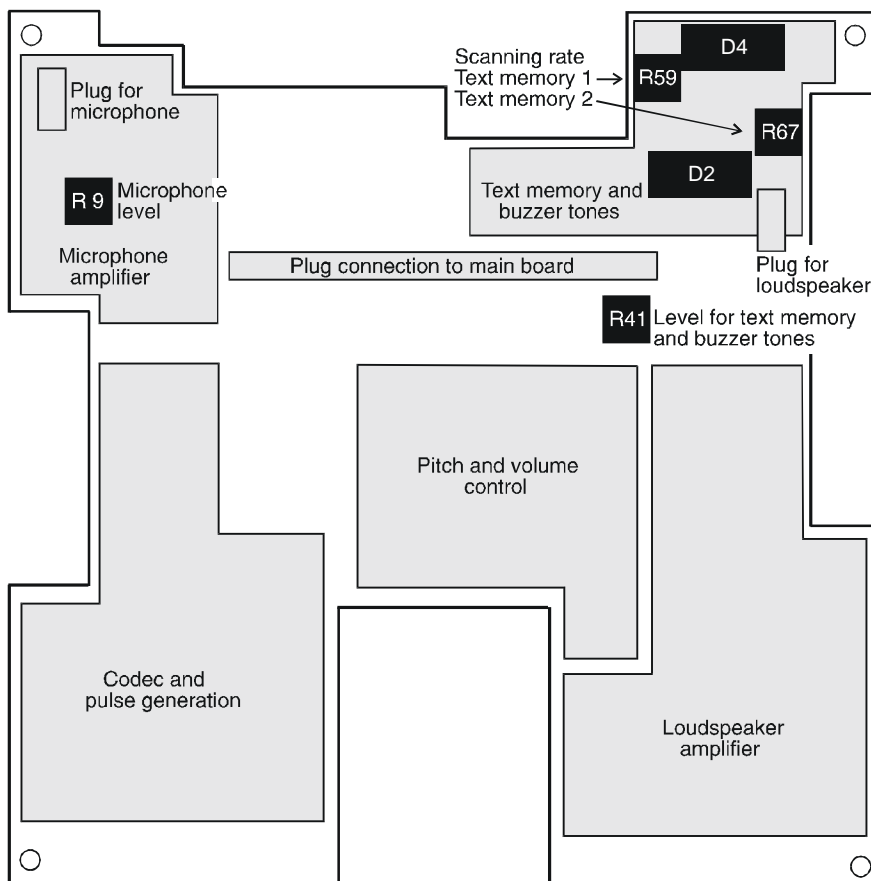 D4
Scanning rate
Text memory 1
R59
Text memory 2
Plug for
microphone
R67
D2
R 9
Microphone
level
Text memory and
buzzer tones
Microphone
amplifier
Plug connection to main board
Plug for
loudspeaker
R41
Level for text memory
and buzzer tones
Pitch and volume
control
Codec and
pulse generation
Loudspeaker
amplifier